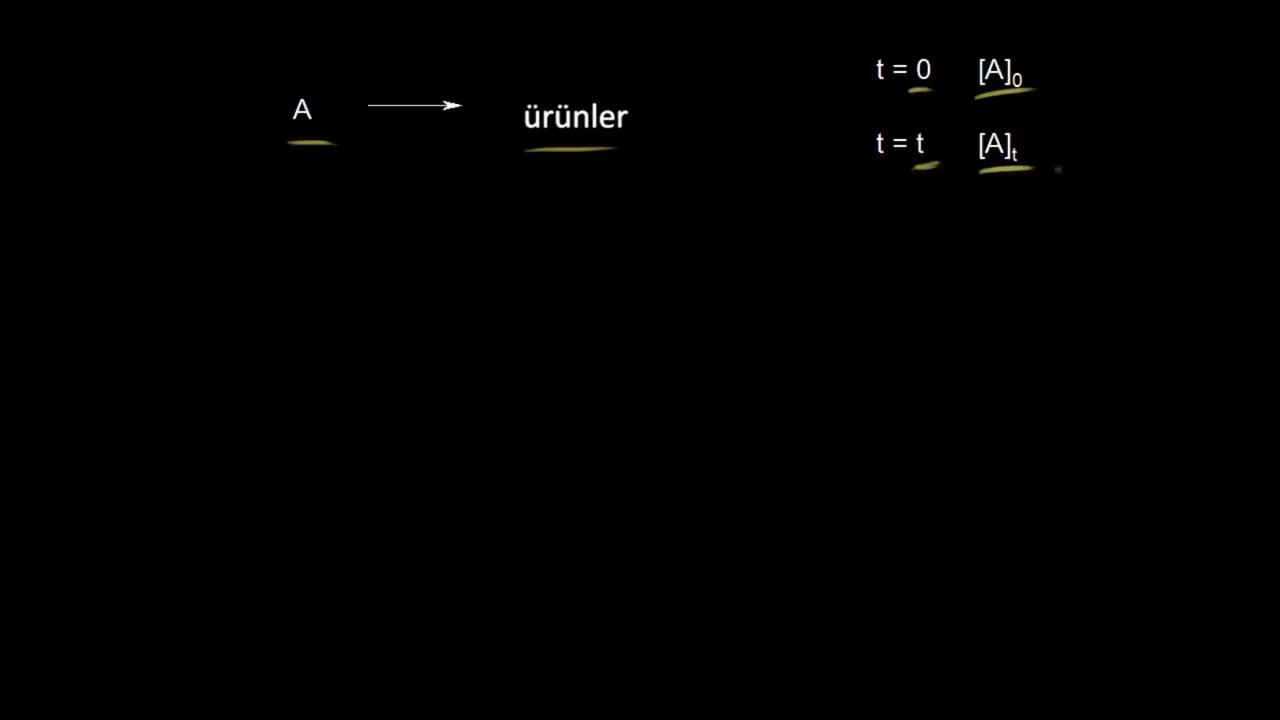 A → ürünler
t = 0 [A]₀
t = t [A]ₜ